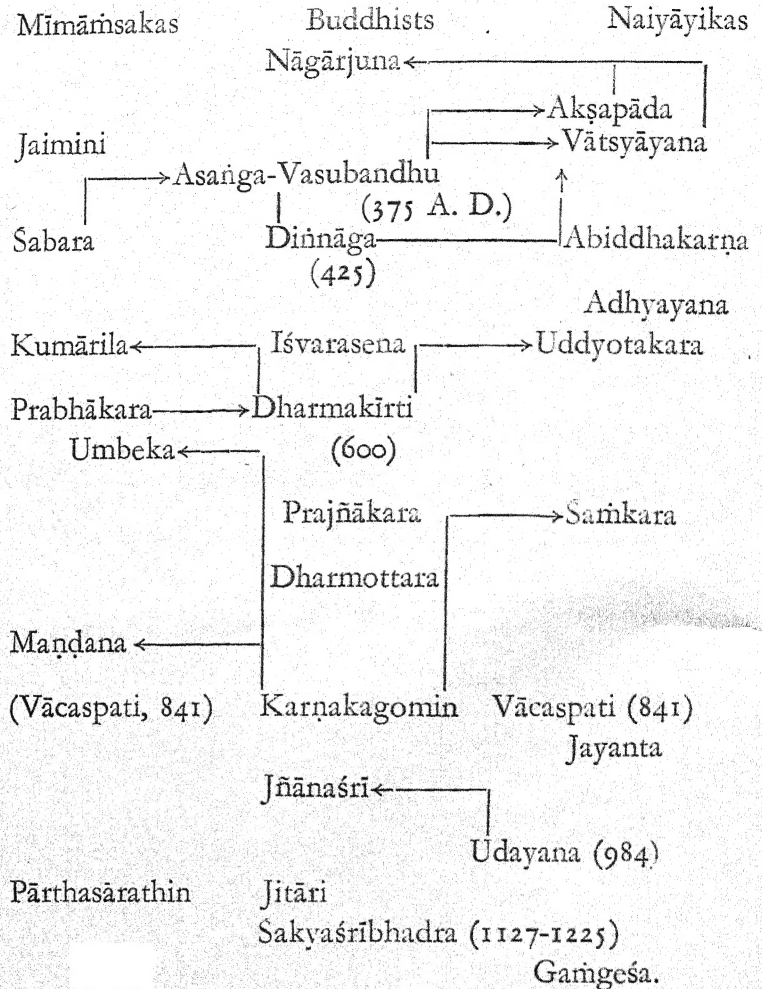 Mīmāṁsakas Buddhists Naiyāyikas
Nāgārjuna
Akṣapāda
Jaimini Vātsyāyana
Asaṅga-Vasubandhu
(375 A. D.)
Śabara Diṅnāga Abiddhakarṇa
(425)
Adhyayana
Kumārila Iśvarasena Uddyotakara
Prabhākara Dharmakīrti
Umbeka (600)
Prajñākara Śaṁkara
Dharmottara
Maṇḍana
(Vācaspati, 841) Karṇakagomin Vācaspati (841)
Jayanta
Jñānaśrī
Udayana (984)
Pārthasārathin Jitāri
Śakyaśrībhadra (1127-1225)
Gaṁgeśa.